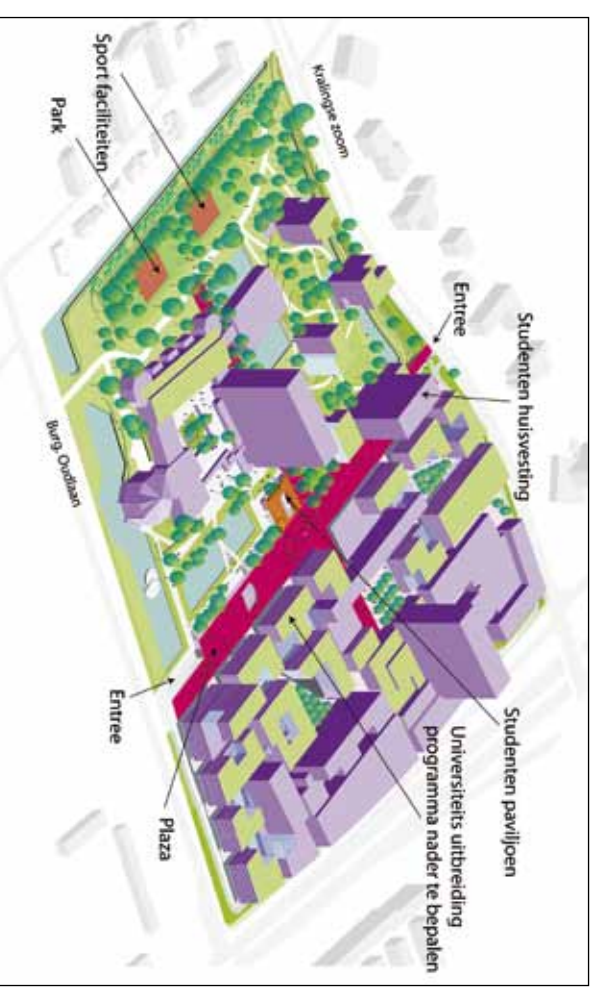 Studenten huisvesting
Studenten paviljoen
Entree
Universiteits uitbreiding
programma nader te bepalen
Kralingse zoom
Plaza
Entree
Sport faciliteiten
Park
Burg. Oudlaan